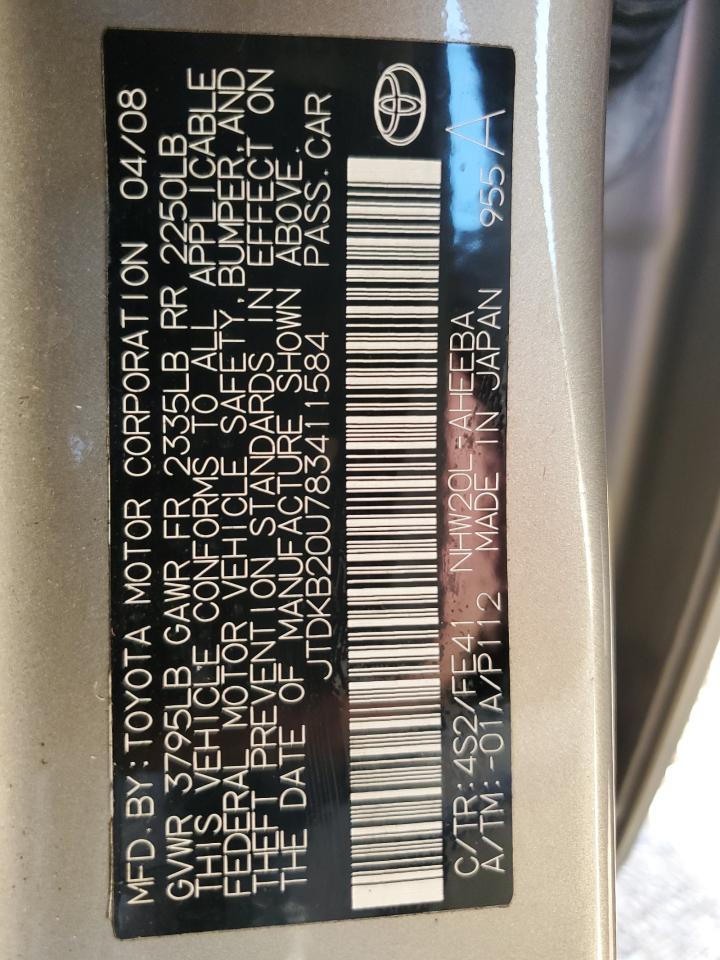 MFD. BY: TOYOTA MOTOR CORPORATION 04/08
GVWR 3795LB GAWR FR 2335LB RR 2250LB
THIS VEHICLE CONFORMS TO ALL APPLICABLE
FEDERAL MOTOR VEHICLE SAFETY, BUMPER, AND
THEFT PREVENTION STANDARDS IN EFFECT ON
THE DATE OF MANUFACTURE SHOWN ABOVE.
JTDKB20U783411584 PASS. CAR
C/TR: 4S2/FE41 NHW20L-AHEEBA
A/TM: -01A/P112 MADE IN JAPAN 955 A